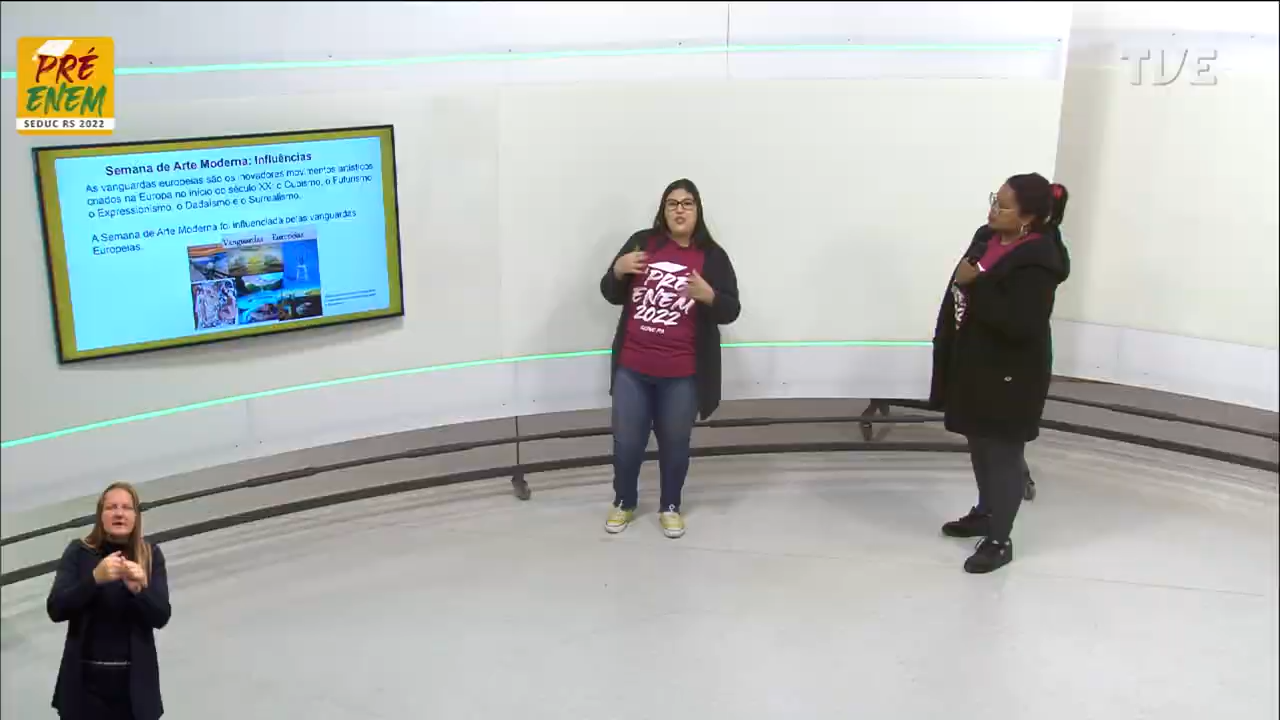 PRÉ
ENEM
SEDUC RS 2022
TVE
Semana de Arte Moderna: Influências
As vanguardas europeias são os inovadores movimentos artísticos
criados na Europa no início do século XX: o Cubismo, o Futurismo
o Expressionismo, o Dadaísmo e o Surrealismo.
A Semana de Arte Moderna foi influenciada pelas vanguardas
Europeias.
Vanguardas Europeias
PRÉ
ENEM
2022
SEDUC RS